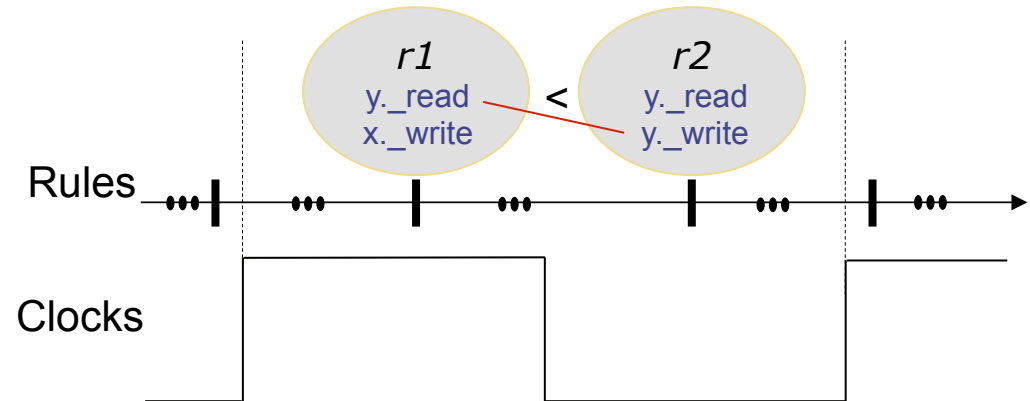 r1
y._read
x._write
<
r2
y._read
y._write
Rules
Clocks